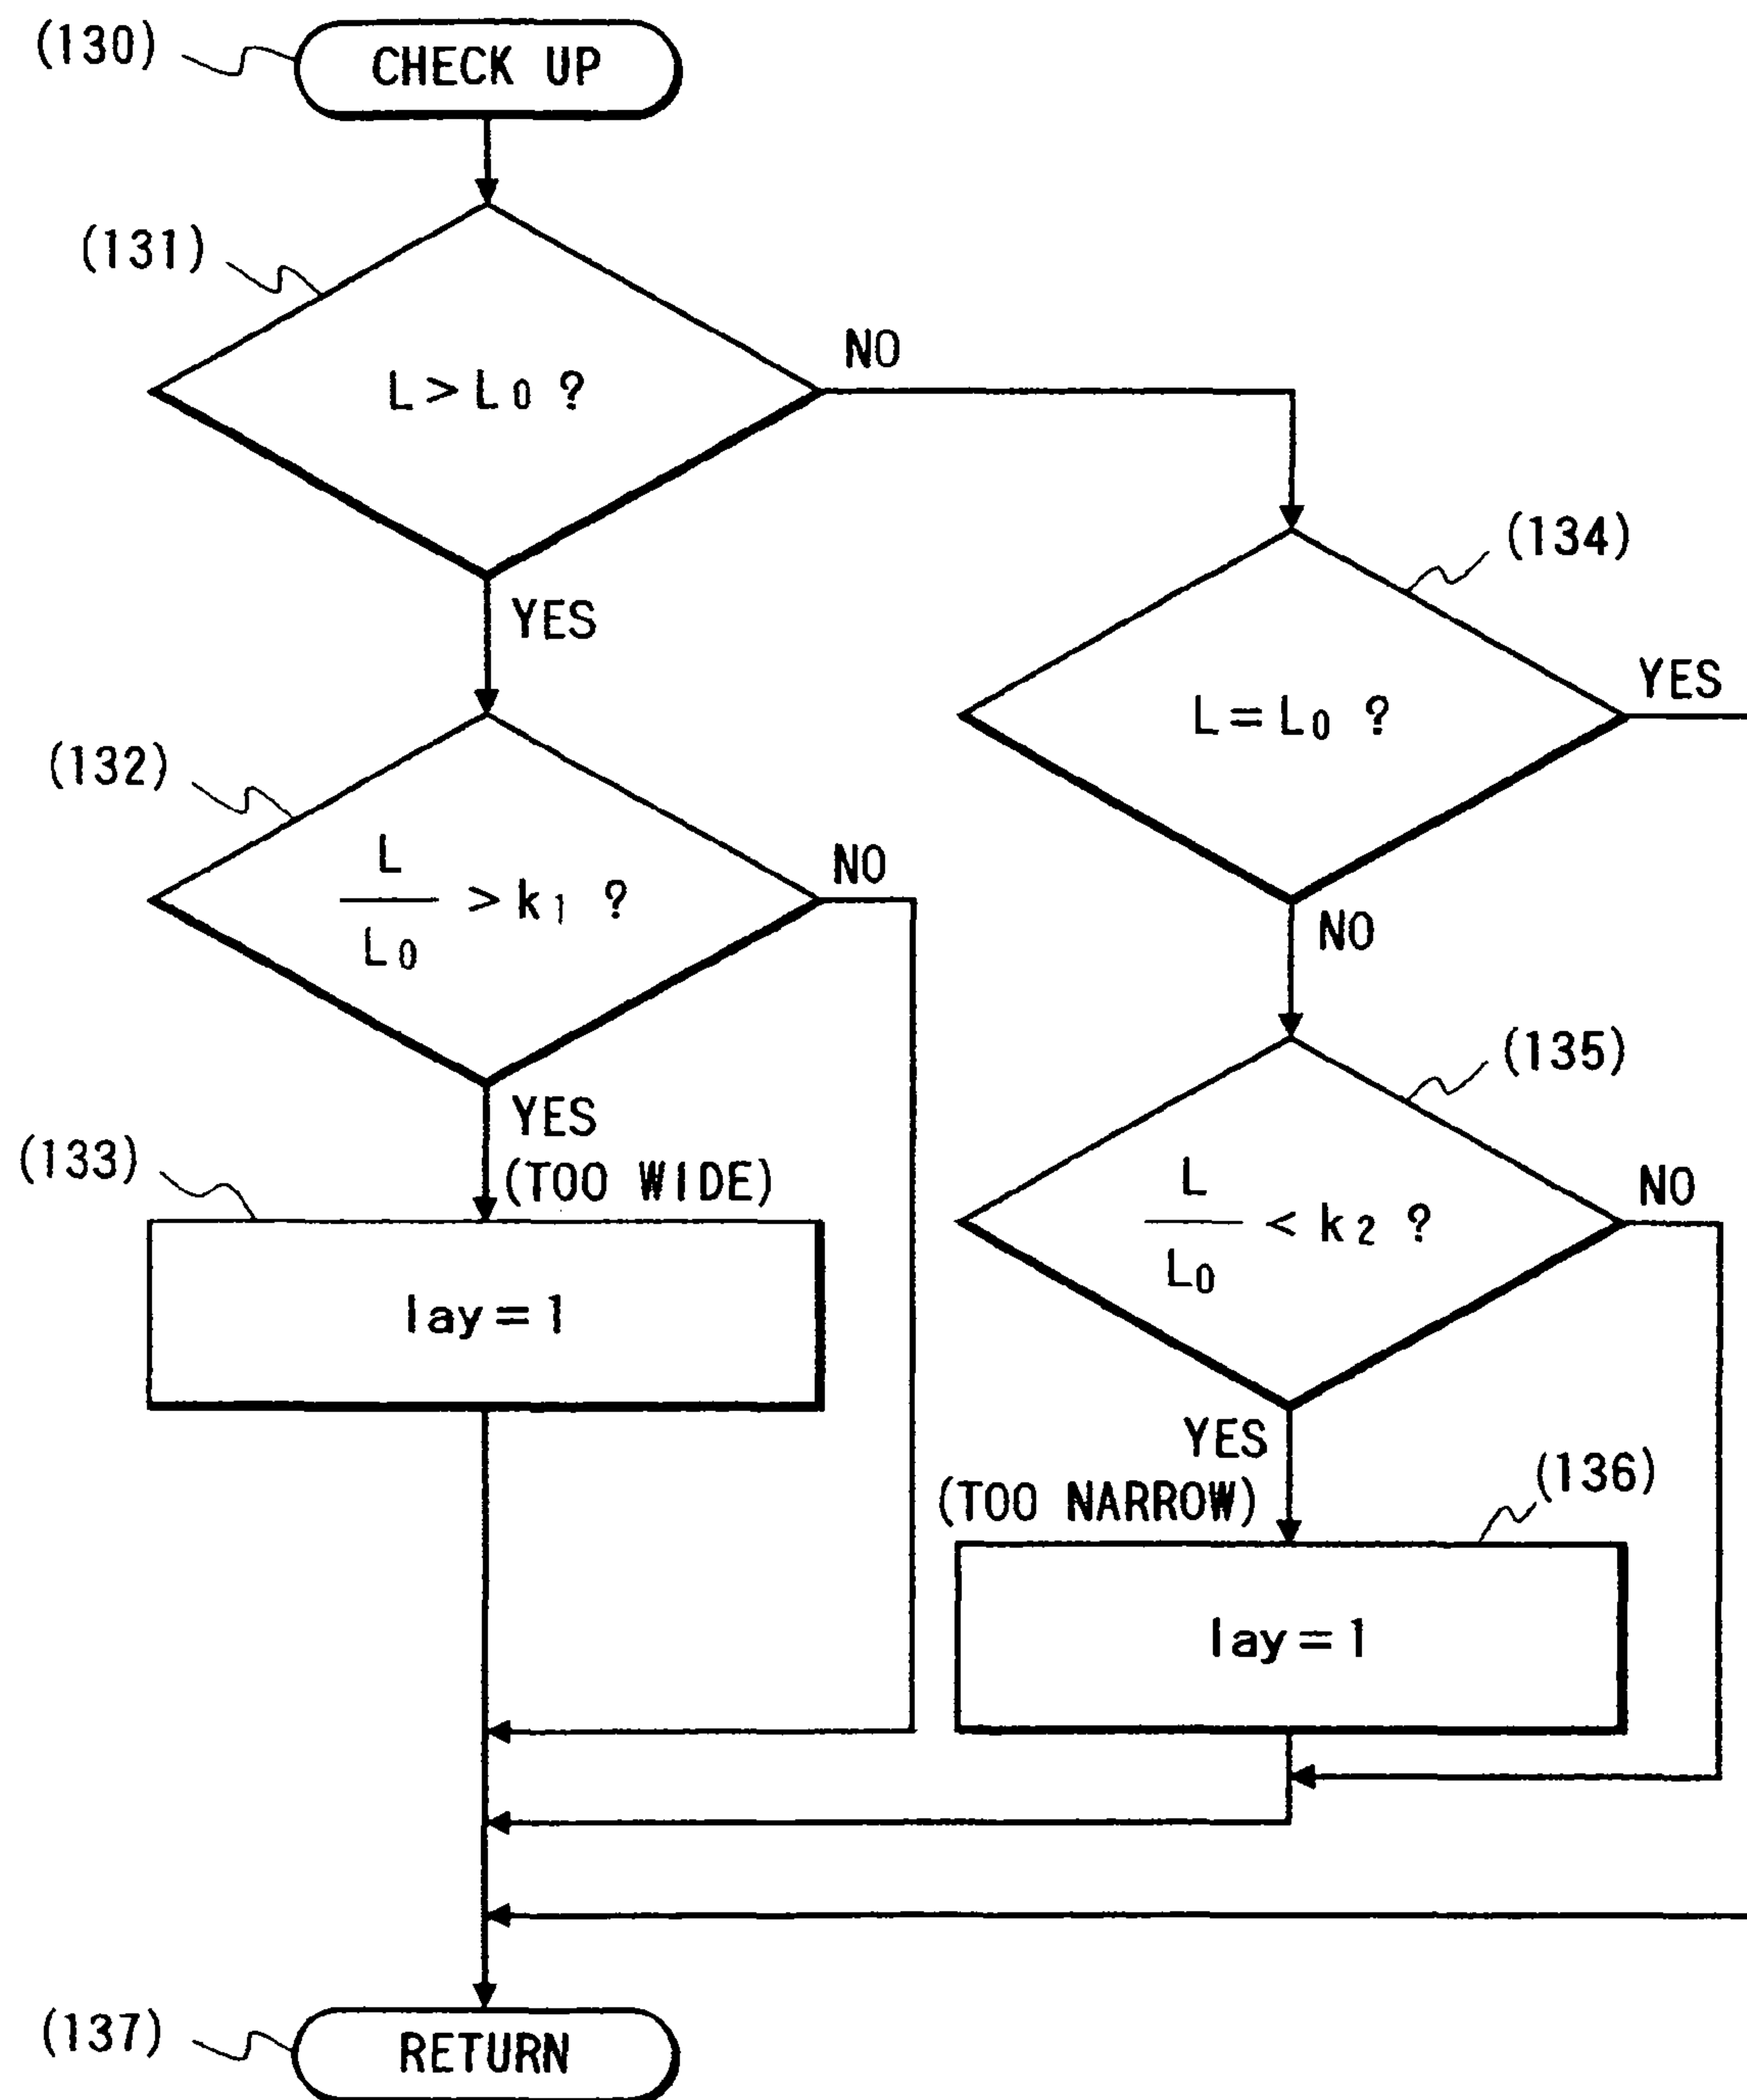 (130)
CHECK UP
(131)
L > L0 ?
NO
YES
(134)
L = L0 ?
YES
NO
(132)
L
> k1 ?
L0
NO
YES
(TOO WIDE)
(133)
lay = 1
(135)
L
< k2 ?
L0
NO
YES
(TOO NARROW)
(136)
lay = 1
(137)
RETURN